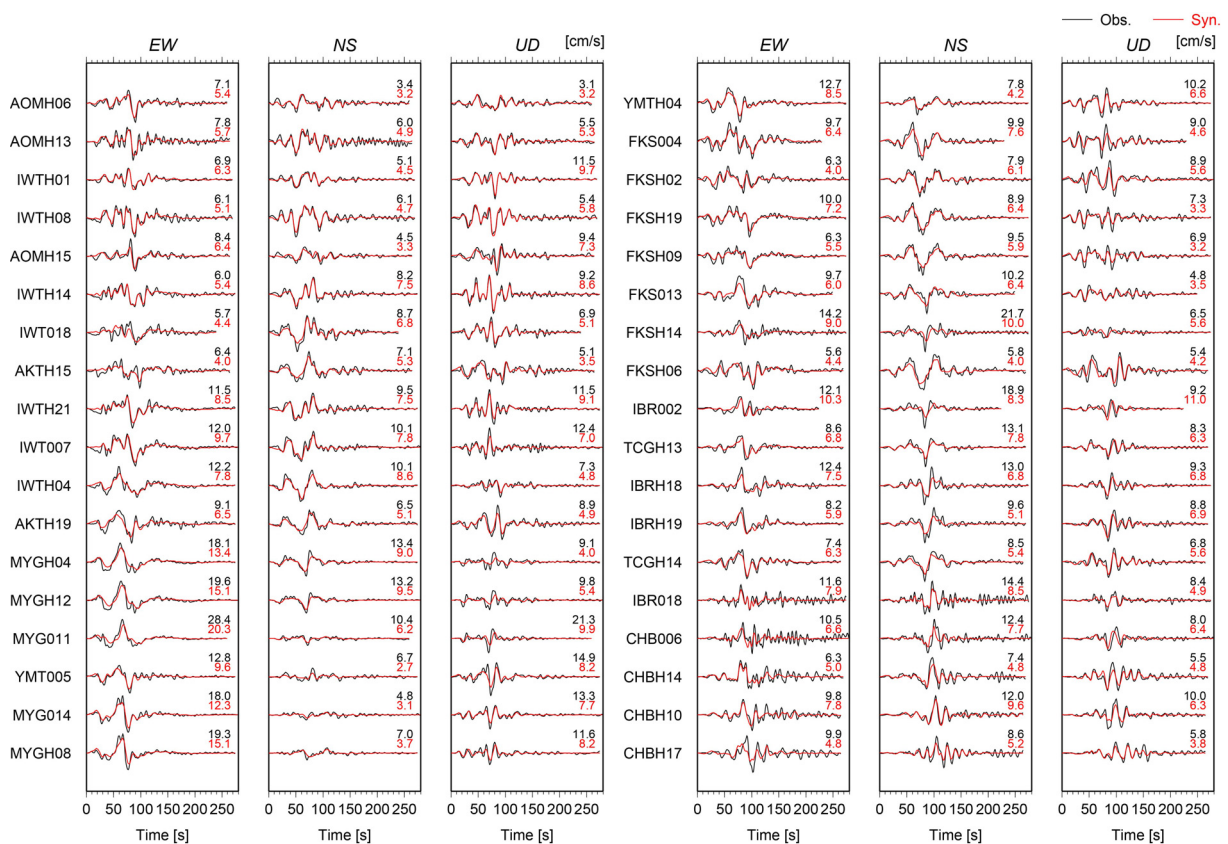 Obs. Syn.
EW NS UD [cm/s] EW NS UD [cm/s]
AOMH06 7.1 3.4 3.1 YMTH04 12.7 7.8 10.2
5.4 3.2 3.2 8.5 4.2 6.6
AOMH13 7.8 6.0 5.5 FKS004 9.7 9.9 9.0
5.7 4.9 5.3 6.4 7.6 4.6
IWTH01 6.9 5.1 11.5 FKSH02 6.3 7.9 8.9
6.3 4.5 9.7 4.0 6.1 5.6
IWTH08 6.1 6.1 5.4 FKSH19 10.0 8.9 7.3
5.1 4.7 5.8 7.2 6.4 3.3
AOMH15 8.4 4.5 9.4 FKSH09 6.3 9.5 6.9
6.4 3.3 7.3 5.5 5.9 3.2
IWTH14 6.0 8.2 9.2 FKS013 9.7 10.2 4.8
5.4 7.5 8.6 6.0 6.4 3.5
IWT018 5.7 8.7 6.9 FKSH14 14.2 21.7 6.5
4.4 6.8 5.1 9.0 10.0 5.6
AKTH15 6.4 7.1 5.1 FKSH06 5.6 5.8 5.4
4.0 5.3 3.5 4.4 4.0 4.2
IWTH21 11.5 9.5 11.5 IBR002 12.1 18.9 9.2
8.5 7.5 9.1 10.3 8.3 11.0
IWT007 12.0 10.1 12.4 TCGH13 8.6 13.1 8.3
9.7 7.8 7.0 6.8 7.8 6.3
IWTH04 12.2 10.1 7.3 IBRH18 12.4 13.0 9.3
7.8 8.6 4.8 7.5 6.8 6.8
AKTH19 9.1 6.5 8.9 IBRH19 8.2 9.6 8.8
6.5 5.1 4.9 5.9 5.1 6.9
MYGH04 18.1 13.4 9.1 TCGH14 7.4 8.5 6.8
13.4 9.0 4.0 6.3 5.4 5.6
MYGH12 19.6 13.2 9.8 IBR018 11.6 14.4 8.4
15.1 9.5 5.4 7.9 8.5 4.9
MYG011 28.4 10.4 21.3 CHB006 10.5 12.4 8.0
20.3 6.2 9.9 6.6 7.7 6.4
YMT005 12.8 6.7 14.9 CHBH14 6.3 7.4 5.5
9.6 2.7 8.2 5.0 4.8 4.8
MYG014 18.0 4.8 13.3 CHBH10 9.8 12.0 10.0
12.3 3.1 7.7 7.8 9.6 6.3
MYGH08 19.3 7.0 11.6 CHBH17 9.9 8.6 5.8
15.1 3.7 8.2 4.8 5.2 3.8
0 50 100 150 200 250 0 50 100 150 200 250 0 50 100 150 200 250 0 50 100 150 200 250 0 50 100 150 200 250 0 50 100 150 200 250
Time [s] Time [s] Time [s] Time [s] Time [s] Time [s]